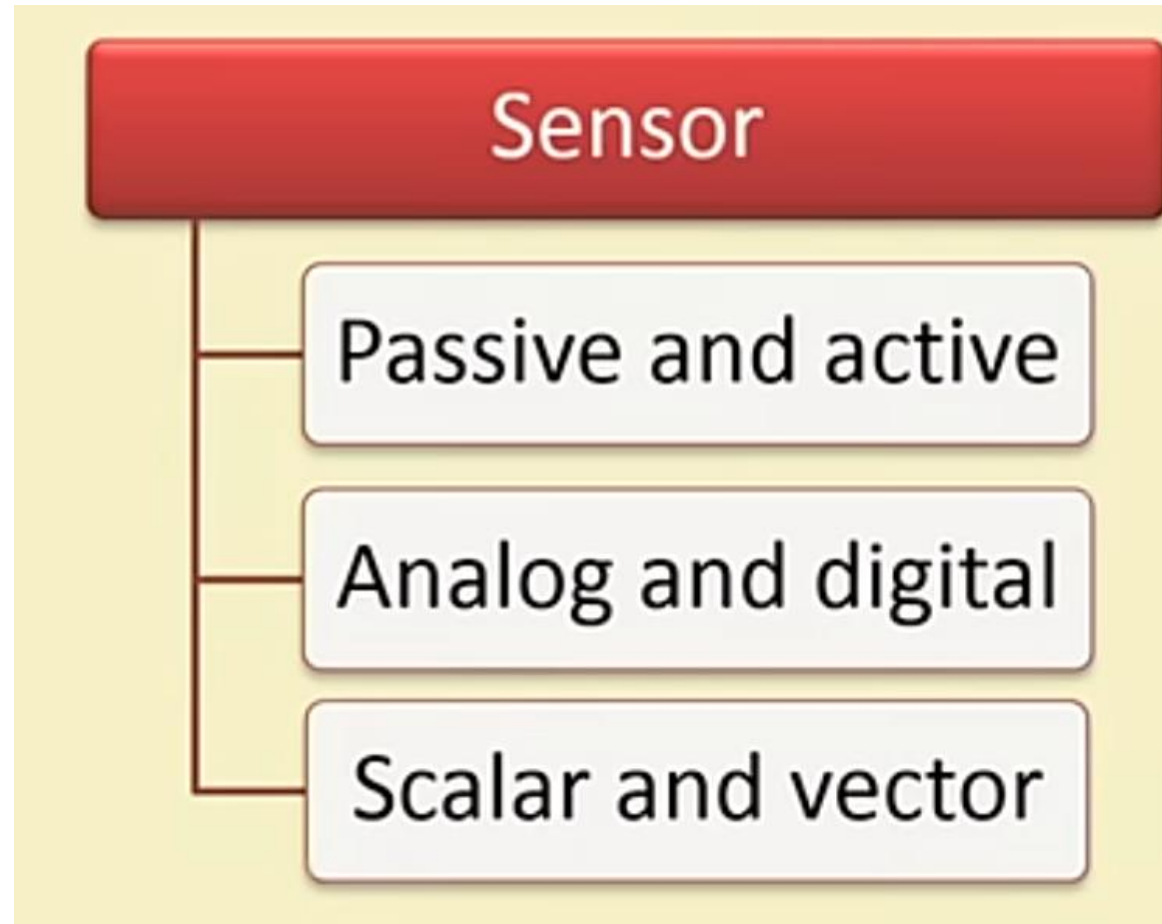 Sensor
Passive and active
Analog and digital
Scalar and vector